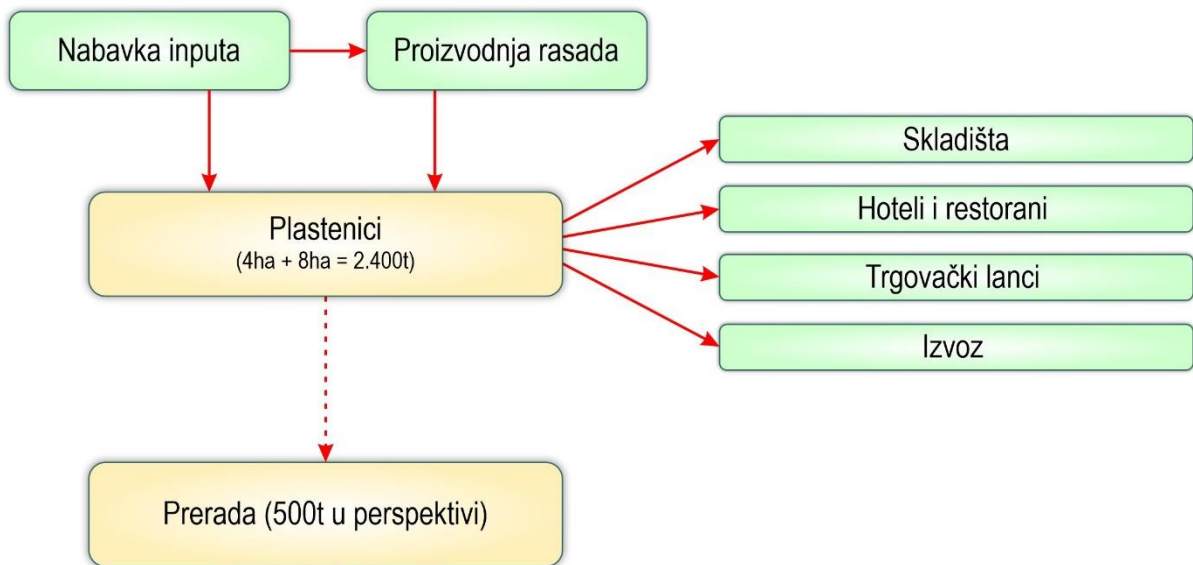 Nabavka inputa
Proizvodnja rasada
Skladišta
Plastenici
(4ha + 8ha = 2.400t)
Hoteli i restorani
Trgovački lanci
Izvoz
Prerada (500t u perspektivi)